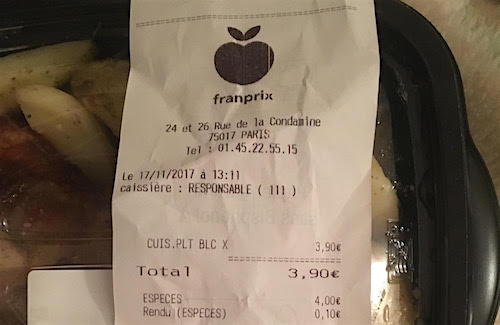 franprix
24 et 26 Rue de la Condamine
75017 PARIS
Tel : 01.45.22.55.15
Le 17/11/2017 à 13:11
caissière : RESPONSABLE ( 111 )
CUIS.PLT BLC X 3,90€
======================
Total 3,90€
ESPECES 4,00€
Rendu (ESPECES) 0,10€